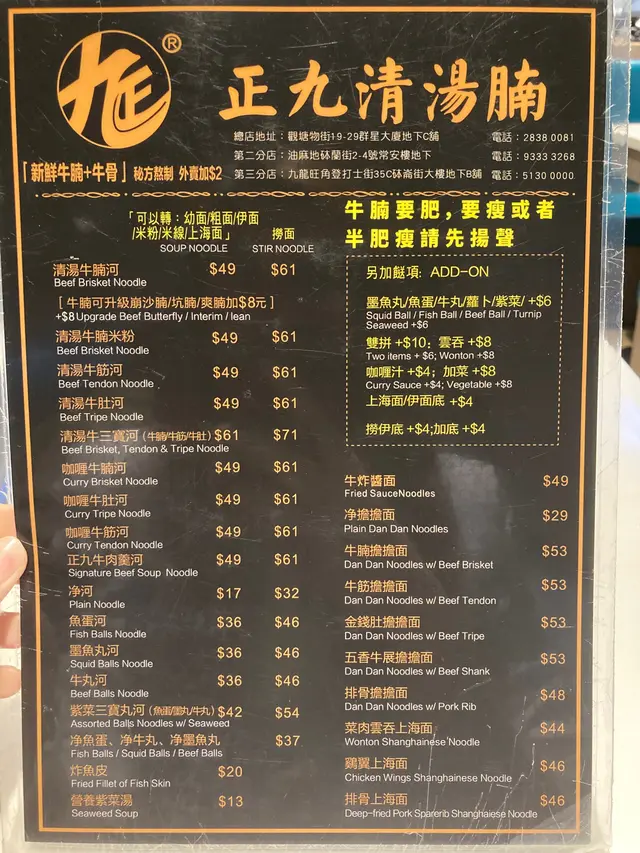 九正®
正九清湯腩
總店地址：觀塘物街19-29群星大廈地下C舖 電話：2838 0081
第二分店：油麻地砵蘭街2-4號常安樓地下 電話：9333 3268
「新鮮牛腩+牛骨」秘方熬制 外賣加$2 第三分店：九龍旺角登打士街35C砵崙街大樓地下B舖 電話：5130 0000
「可以轉：幼面/粗面/伊面
/米粉/米線/上海面」 撈面
SOUP NOODLE STIR NOODLE
清湯牛腩河 $49 $61
Beef Brisket Noodle
[ 牛腩可升級崩沙腩/坑腩/爽腩加$8元 ]
+$8 Upgrade Beef Butterfly / Interim / lean
清湯牛腩米粉 $49 $61
Beef Brisket Noodle
清湯牛筋河 $49 $61
Beef Tendon Noodle
清湯牛肚河 $49 $61
Beef Tripe Noodle
清湯牛三寶河 (牛腩/牛筋/牛肚) $61 $71
Beef Brisket, Tendon & Tripe Noodle
咖喱牛腩河 $49 $61
Curry Brisket Noodle
咖喱牛肚河 $49 $61
Curry Tripe Noodle
咖喱牛筋河 $49 $61
Curry Tendon Noodle
正九牛肉羹河 $49 $61
Signature Beef Soup Noodle
净河 $17 $32
Plain Noodle
魚蛋河 $36 $46
Fish Balls Noodle
墨魚丸河 $36 $46
Squid Balls Noodle
牛丸河 $36 $46
Beef Balls Noodle
紫菜三寶丸河 (魚蛋/墨丸/牛丸) $42 $54
Assorted Balls Noodles w/ Seaweed
净魚蛋、净牛丸、净墨魚丸 $37
Fish Balls / Squid Balls / Beef Balls
炸魚皮 $20
Fried Fillet of Fish Skin
營養紫菜湯 $13
Seaweed Soup
牛腩要肥，要瘦或者
半肥瘦請先揚聲
另加餸項: ADD-ON
墨魚丸/魚蛋/牛丸/蘿卜/紫菜/ +$6
Squid Ball / Fish Ball / Beef Ball / Turnip
Seaweed +$6
雙拼 +$10; 雲吞 +$8
Two items + $6; Wonton +$8
咖喱汁 +$4; 加菜 +$8
Curry Sauce +$4; Vegetable +$8
上海面/伊面底 +$4
撈伊底 +$4;加底 +$4
牛炸醬面 $49
Fried SauceNoodles
净擔擔面 $29
Plain Dan Dan Noodles
牛腩擔擔面 $53
Dan Dan Noodles w/ Beef Brisket
牛筋擔擔面 $53
Dan Dan Noodles w/ Beef Tendon
金錢肚擔擔面 $53
Dan Dan Noodles w/ Beef Tripe
五香牛展擔擔面 $53
Dan Dan Noodles w/ Beef Shank
排骨擔擔面 $48
Dan Dan Noodles w/ Pork Rib
菜肉雲吞上海面 $44
Wonton Shanghainese Noodle
鷄翼上海面 $46
Chicken Wings Shanghainese Noodle
排骨上海面 $46
Deep-fried Pork Sparerib Shanghaiese Noodle